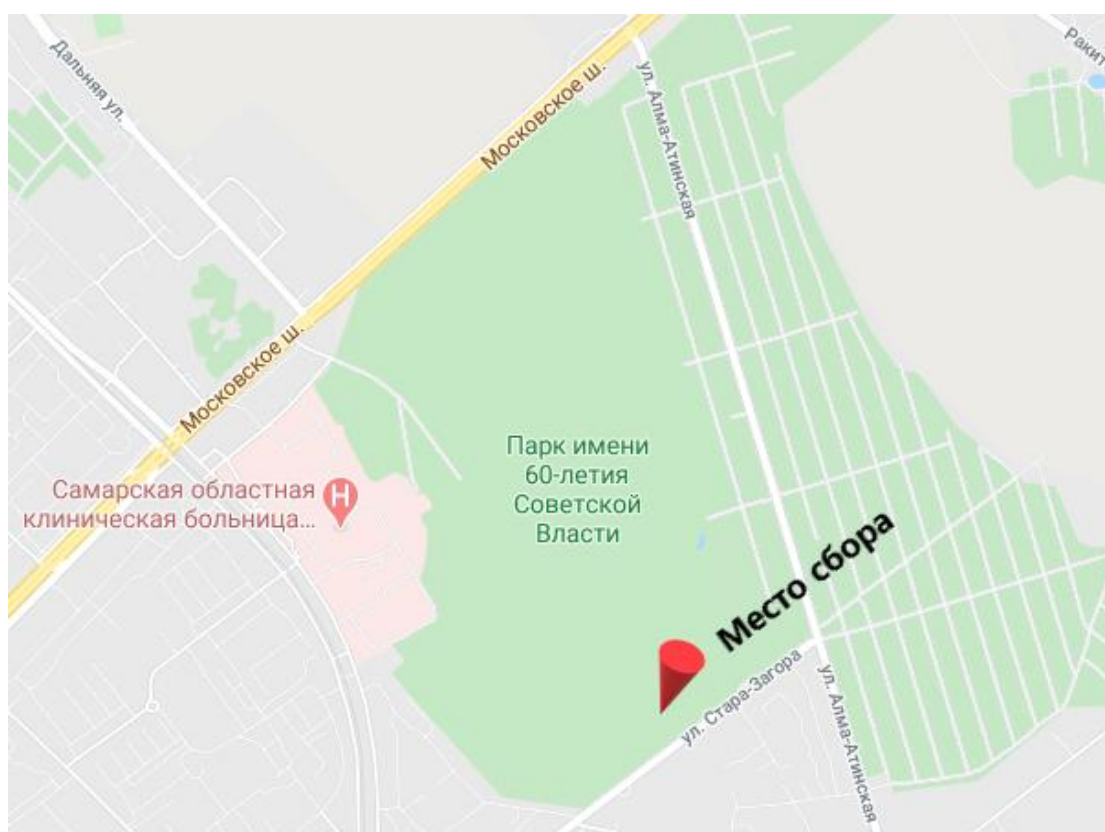 Дальняя ул.
Московское ш.
ул. Алма-Атинская
Ракит
Московское ш.
Парк имени
60-летия
Советской
Власти
Самарская областная
клиническая больница...
H
Место сбора
ул. Стара-Загора
ул. Алма-Атинская